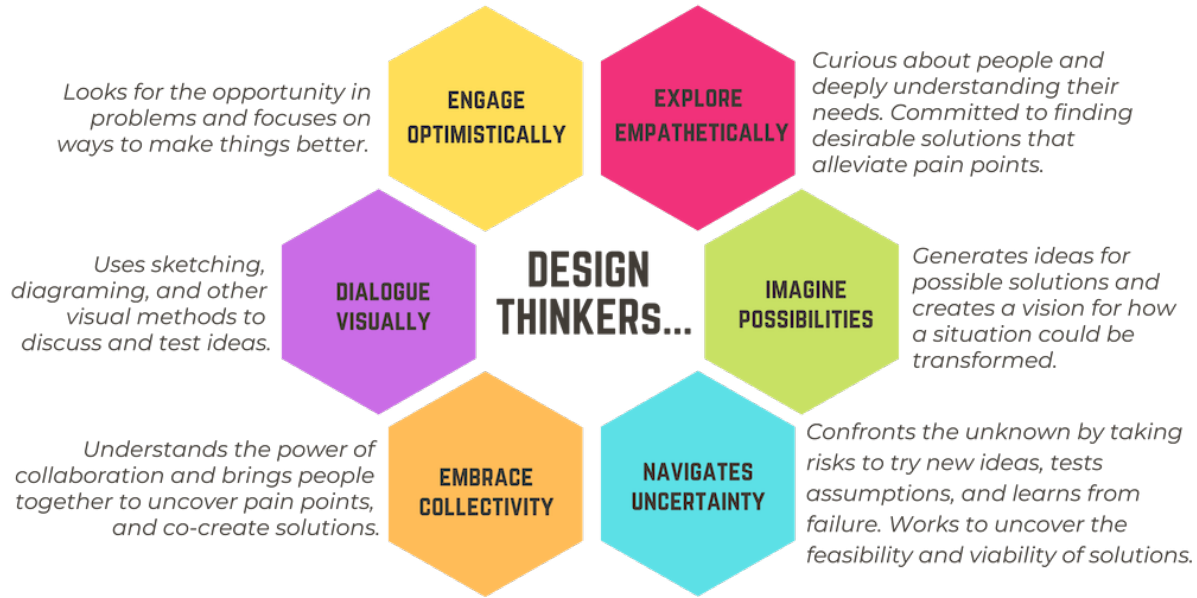 Looks for the opportunity in
problems and focuses on
ways to make things better.
ENGAGE
OPTIMISTICALLY
EXPLORE
EMPATHETICALLY
Curious about people and
deeply understanding their
needs. Committed to finding
desirable solutions that
alleviate pain points.
Uses sketching,
diagraming, and other
visual methods to
discuss and test ideas.
DIALOGUE
VISUALLY
DESIGN
THINKERs...
IMAGINE
POSSIBILITIES
Generates ideas for
possible solutions and
creates a vision for how
a situation could be
transformed.
Understands the power of
collaboration and brings people
together to uncover pain points,
and co-create solutions.
EMBRACE
COLLECTIVITY
NAVIGATES
UNCERTAINTY
Confronts the unknown by taking
risks to try new ideas, tests
assumptions, and learns from
failure. Works to uncover the
feasibility and viability of solutions.